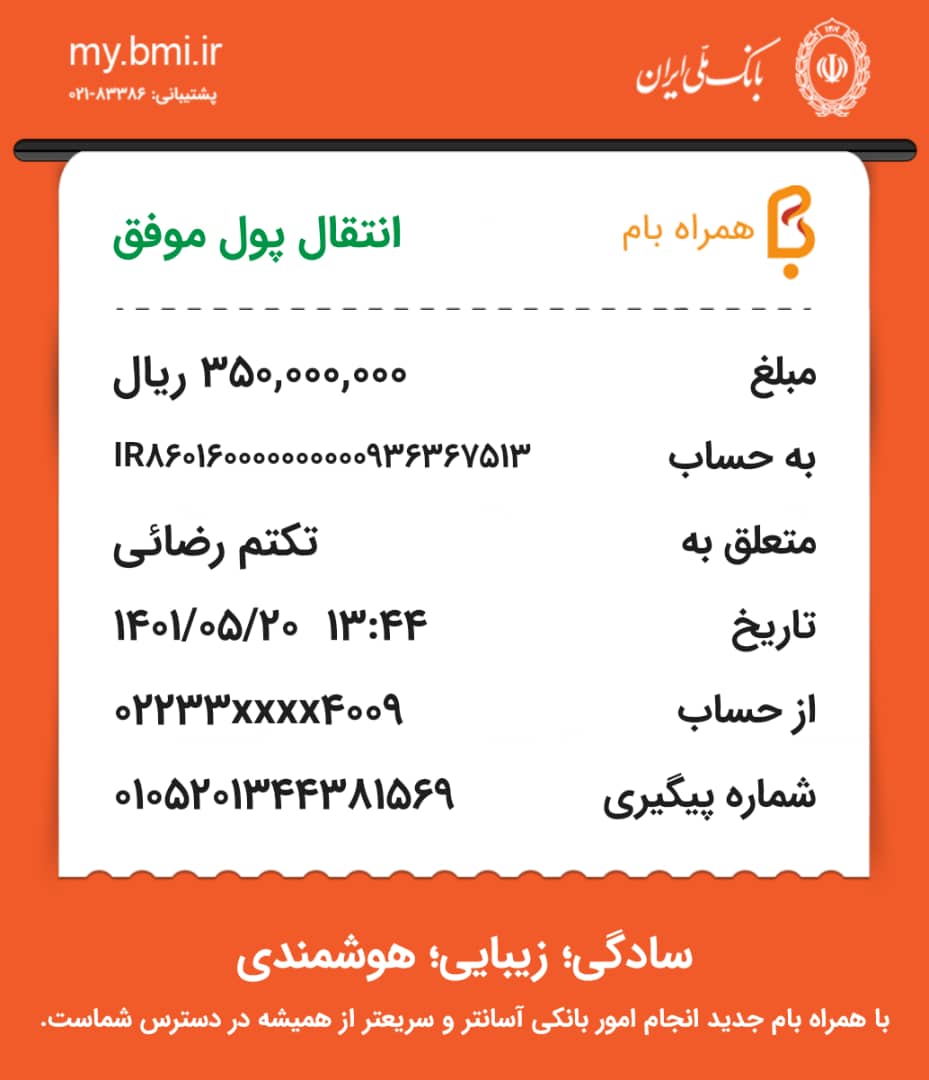 بانک ملّی ایران
my.bmi.ir
پشتیبانی: ۸۳۳۸۶-۰۲۱
همراه بام
انتقال پول موفق
مبلغ ۳۵۰,۰۰۰,۰۰۰ ریال
به حساب IR۸۶۰۱۶۰۰۰۰۰۰۰۰۰۰۰۹۳۶۳۶۷۵۱۳
متعلق به تکتم رضائی
تاریخ ۱۴۰۱/۰۵/۲۰ ۱۳:۴۴
از حساب ۰۲۲۳۳xxxx۴۰۰۹
شماره پیگیری ۰۱۰۵۲۰۱۳۴۴۳۸۱۵۶۹
سادگی؛ زیبایی؛ هوشمندی
با همراه بام جدید انجام امور بانکی آسانتر و سریعتر از همیشه در دسترس شماست.